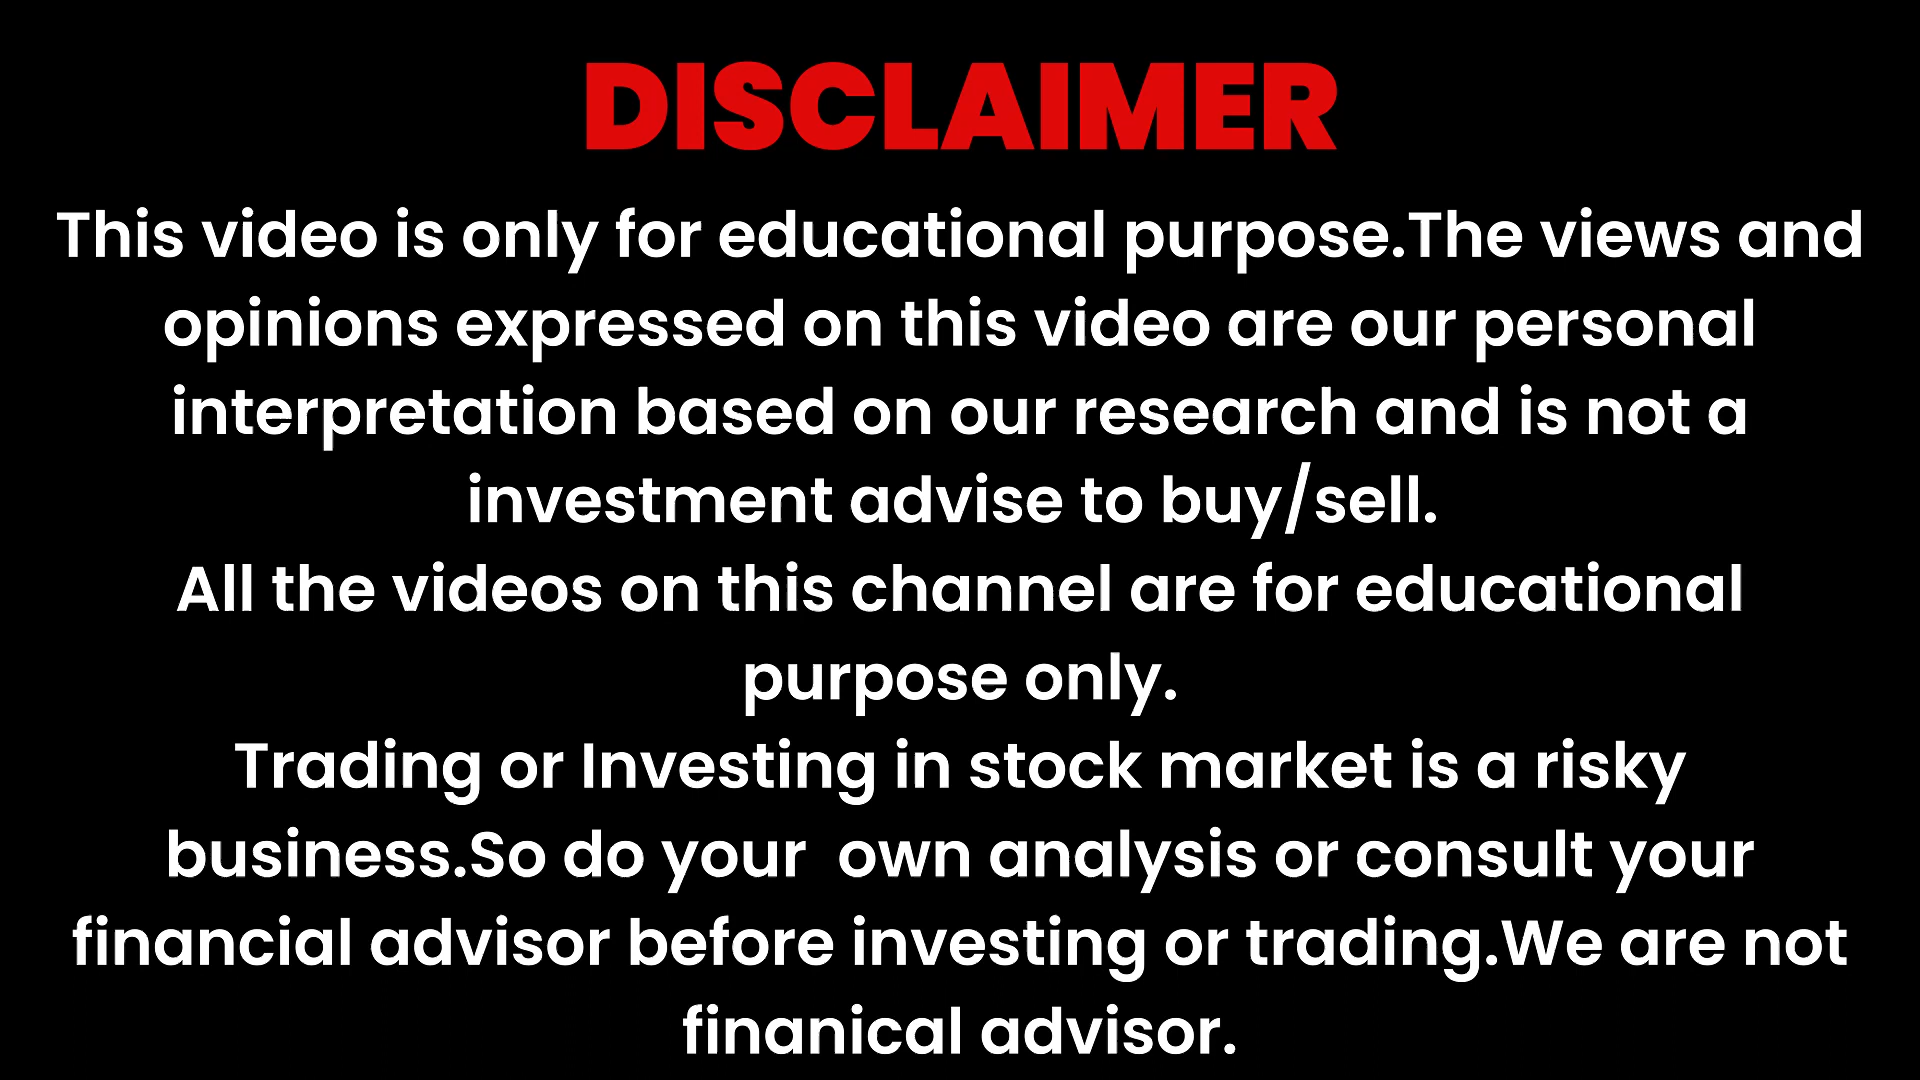 DISCLAIMER
This video is only for educational purpose.The views and
opinions expressed on this video are our personal
interpretation based on our research and is not a
investment advise to buy/sell.
All the videos on this channel are for educational
purpose only.
Trading or Investing in stock market is a risky
business.So do your  own analysis or consult your
financial advisor before investing or trading.We are not
finanical advisor.